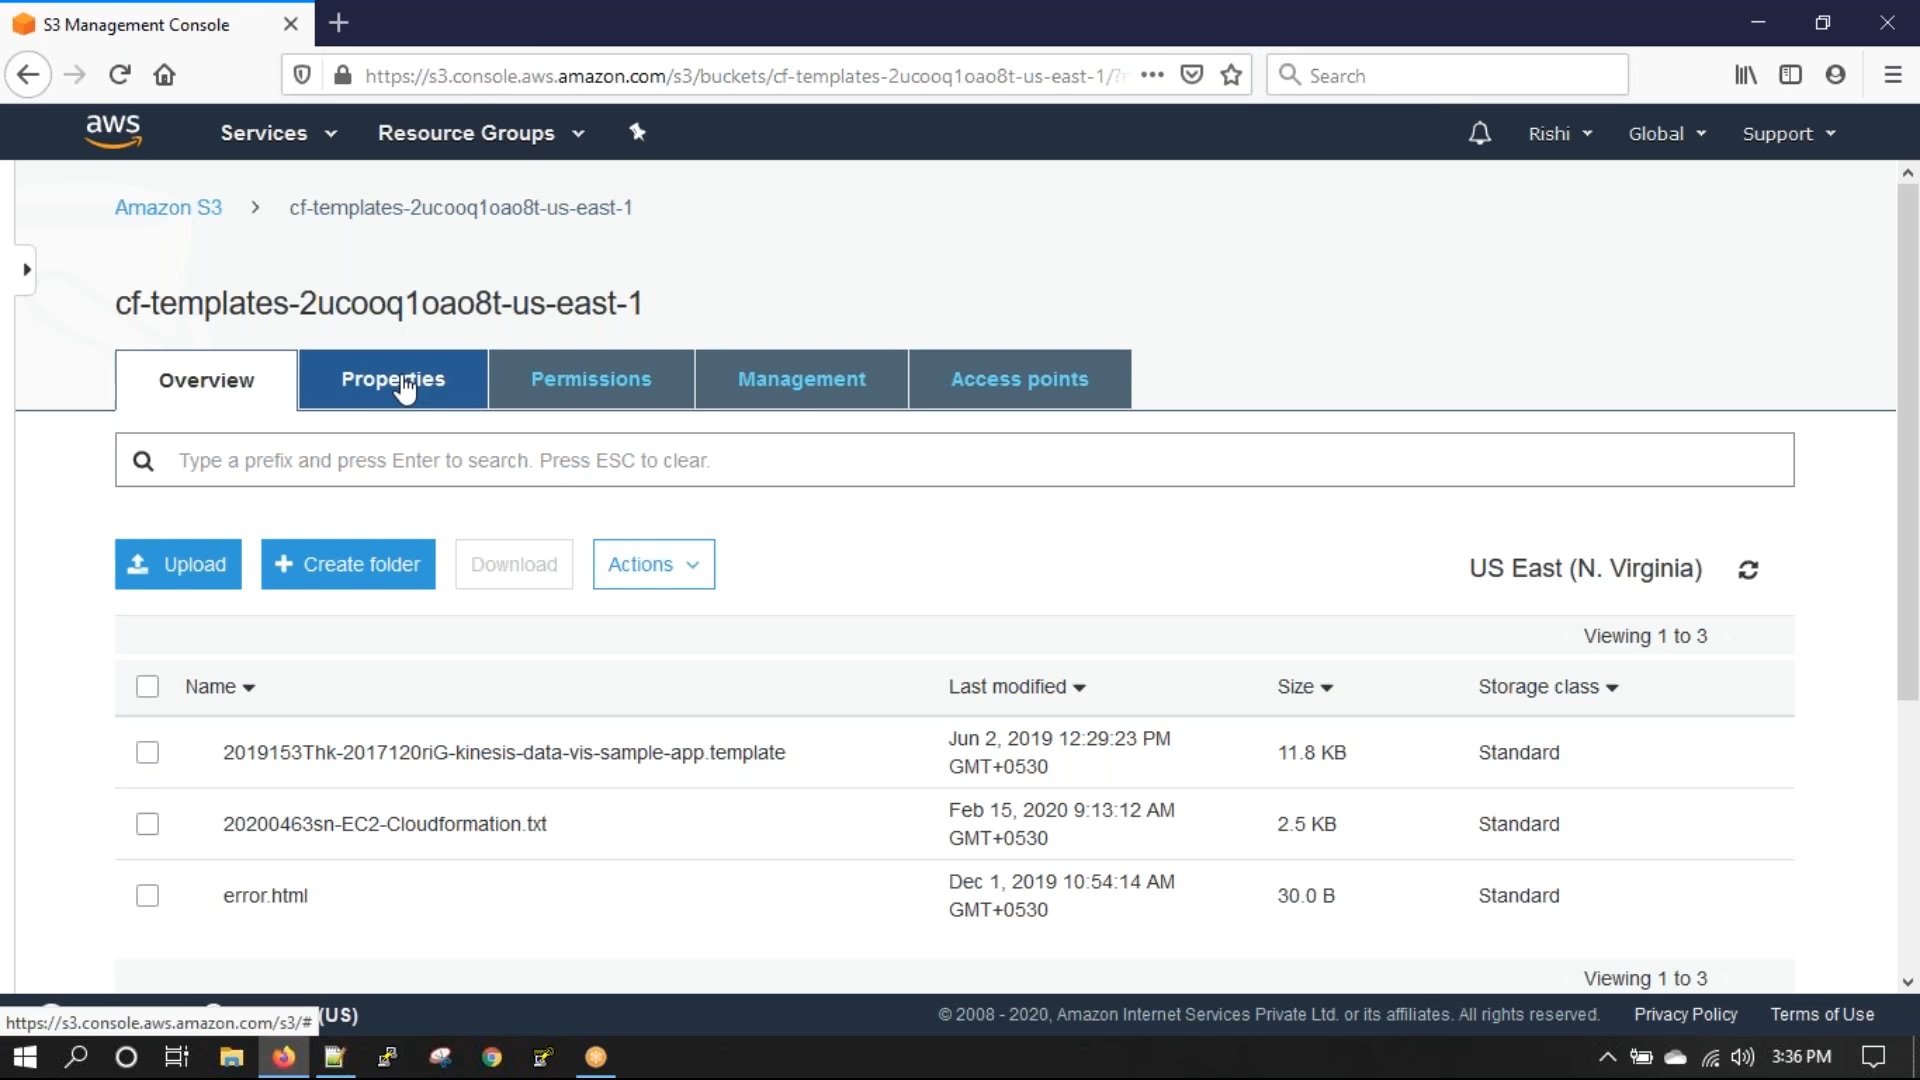 S3 Management Console
https://s3.console.aws.amazon.com/s3/buckets/cf-templates-2ucooq1oao8t-us-east-1/?
Search
aws
Services
Resource Groups
Rishi
Global
Support
Amazon S3 > cf-templates-2ucooq1oao8t-us-east-1
cf-templates-2ucooq1oao8t-us-east-1
Overview
Properties
Permissions
Management
Access points
Type a prefix and press Enter to search. Press ESC to clear.
Upload
Create folder
Download
Actions
US East (N. Virginia)
Viewing 1 to 3
Name
Last modified
Size
Storage class
2019153Thk-2017120riG-kinesis-data-vis-sample-app.template
Jun 2, 2019 12:29:23 PM
GMT+0530
11.8 KB
Standard
20200463sn-EC2-Cloudformation.txt
Feb 15, 2020 9:13:12 AM
GMT+0530
2.5 KB
Standard
error.html
Dec 1, 2019 10:54:14 AM
GMT+0530
30.0 B
Standard
Viewing 1 to 3
https://s3.console.aws.amazon.com/s3/#
(US)
© 2008 - 2020, Amazon Internet Services Private Ltd. or its affiliates. All rights reserved.
Privacy Policy
Terms of Use
3:36 PM